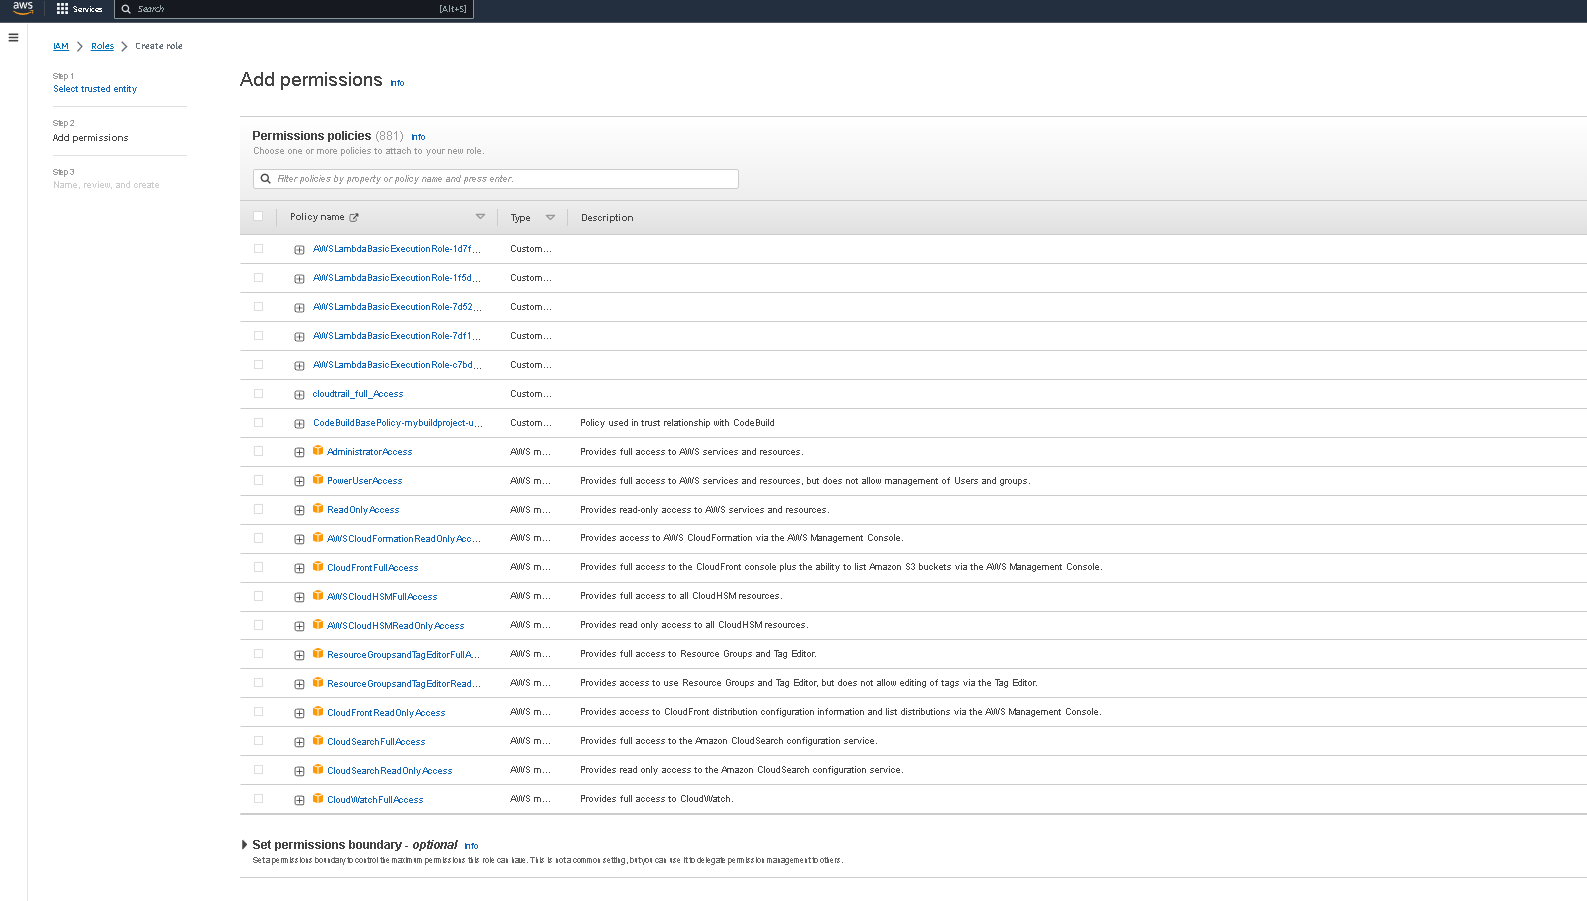 aws
Services
Search
[Alt+S]
IAM > Roles > Create role
Step 1
Select trusted entity
Step 2
Add permissions
Step 3
Name, review, and create
Add permissions Info
Permissions policies (881) Info
Choose one or more policies to attach to your new role.
Filter policies by property or policy name and press enter.
Policy name Type Description
AWSLambdaBasicExecutionRole-1d7f... Custom...
AWSLambdaBasicExecutionRole-1f5d... Custom...
AWSLambdaBasicExecutionRole-7d52... Custom...
AWSLambdaBasicExecutionRole-7df1... Custom...
AWSLambdaBasicExecutionRole-c7bd... Custom...
cloudtrail_full_Access Custom...
CodeBuildBasePolicy-mybuildproject-u... Custom... Policy used in trust relationship with CodeBuild
AdministratorAccess AWS m... Provides full access to AWS services and resources.
PowerUserAccess AWS m... Provides full access to AWS services and resources, but does not allow management of Users and groups.
ReadOnlyAccess AWS m... Provides read-only access to AWS services and resources.
AWSCloudFormationReadOnlyAcc... AWS m... Provides access to AWS CloudFormation via the AWS Management Console.
CloudFrontFullAccess AWS m... Provides full access to the CloudFront console plus the ability to list Amazon S3 buckets via the AWS Management Console.
AWSCloudHSMFullAccess AWS m... Provides full access to all CloudHSM resources.
AWSCloudHSMReadOnlyAccess AWS m... Provides read only access to all CloudHSM resources.
ResourceGroupsandTagEditorFullA... AWS m... Provides full access to Resource Groups and Tag Editor.
ResourceGroupsandTagEditorRead... AWS m... Provides access to use Resource Groups and Tag Editor, but does not allow editing of tags via the Tag Editor.
CloudFrontReadOnlyAccess AWS m... Provides access to CloudFront distribution configuration information and list distributions via the AWS Management Console.
CloudSearchFullAccess AWS m... Provides full access to the Amazon CloudSearch configuration service.
CloudSearchReadOnlyAccess AWS m... Provides read only access to the Amazon CloudSearch configuration service.
CloudWatchFullAccess AWS m... Provides full access to CloudWatch.
Set permissions boundary - optional Info
Set a permissions boundary to control the maximum permissions this role can have. This is not a common setting, but you can use it to delegate permission management to others.